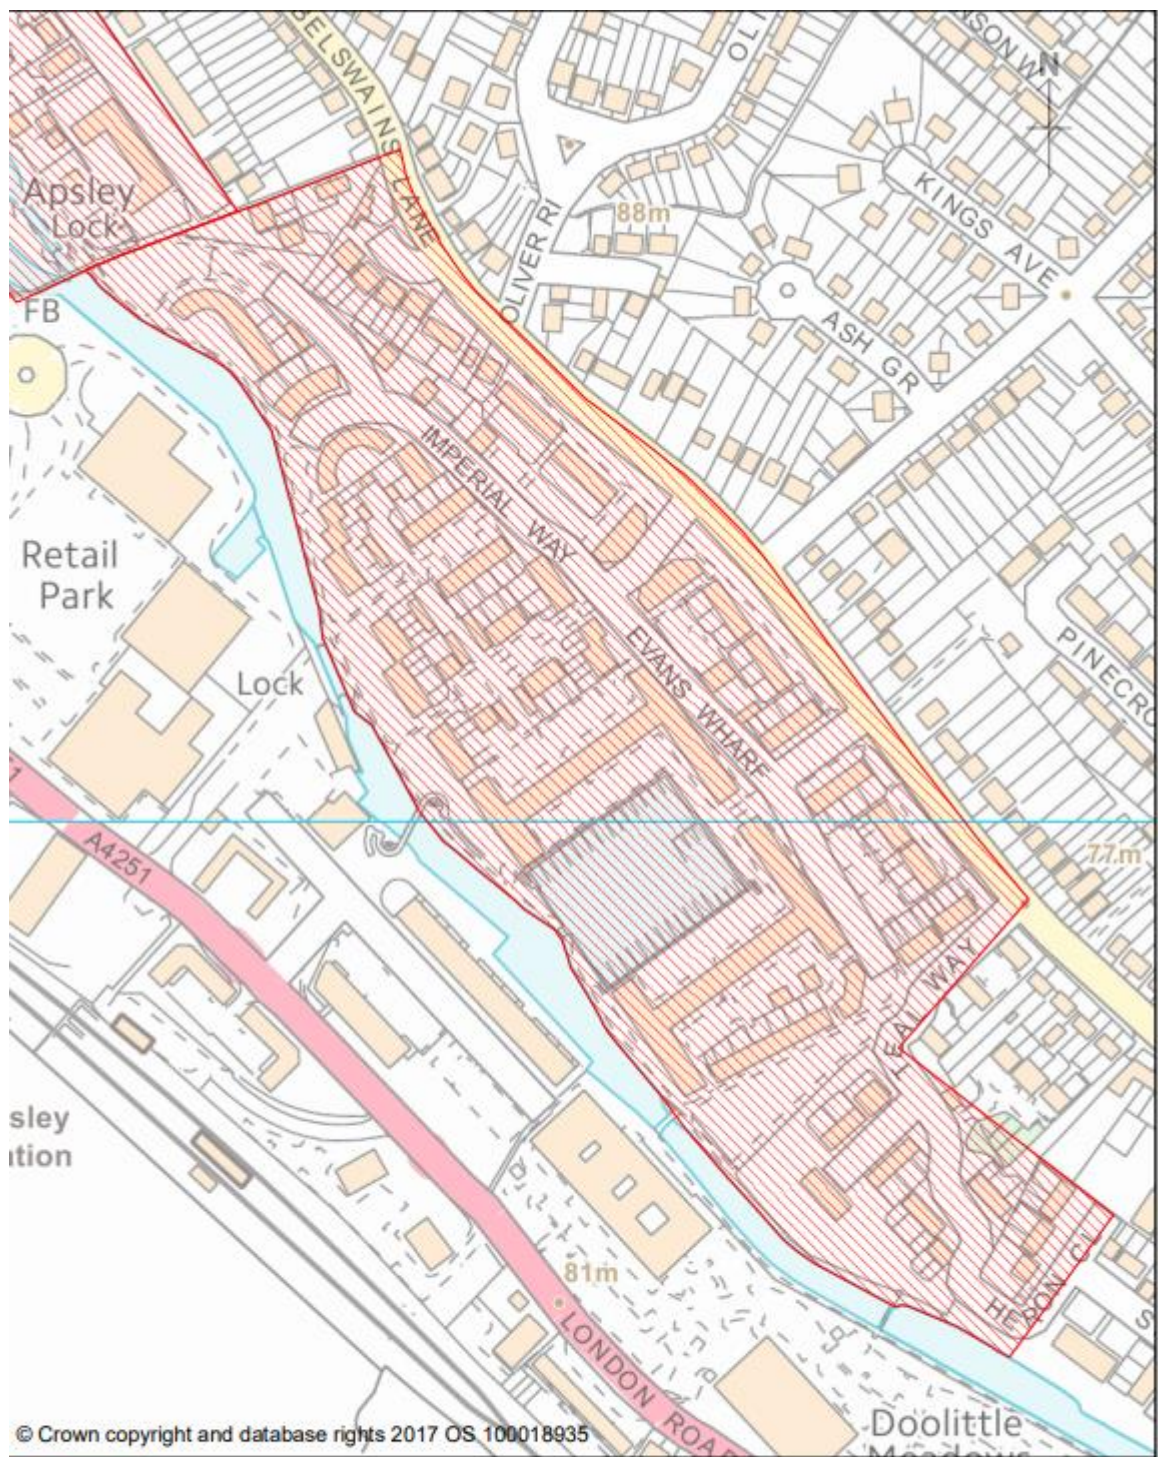 BELSWAINS LANE
N
Apsley
Lock
88m
KINGS AVE
OLIVER RI
FB
ASH GR
IMPERIAL WAY
Retail
Park
EVANS WHARF
Lock
A4251
77m
TEAL WAY
sley
tion
81m
HERON CL
LONDON ROAD
© Crown copyright and database rights 2017 OS 100018935
Doolittle
Meadows